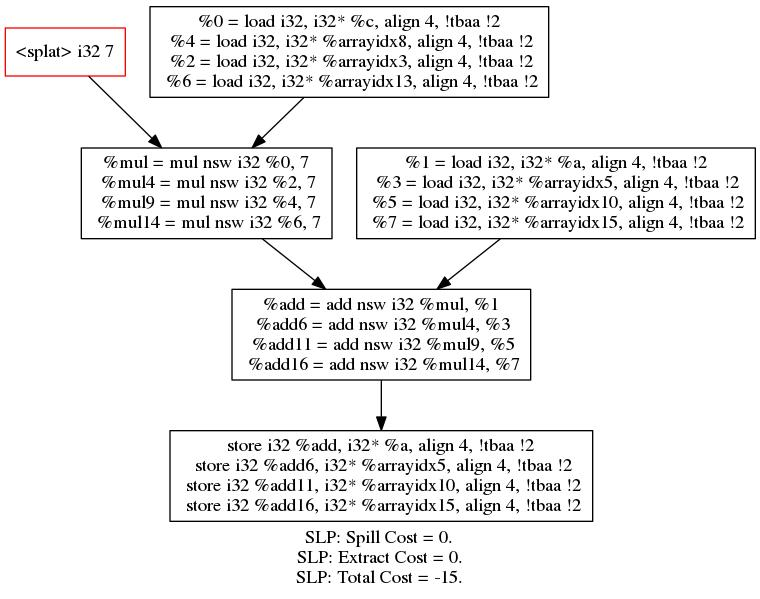 <splat> i32 7
%0 = load i32, i32* %c, align 4, !tbaa !2
%4 = load i32, i32* %arrayidx8, align 4, !tbaa !2
%2 = load i32, i32* %arrayidx3, align 4, !tbaa !2
%6 = load i32, i32* %arrayidx13, align 4, !tbaa !2
%mul = mul nsw i32 %0, 7
%mul4 = mul nsw i32 %2, 7
%mul9 = mul nsw i32 %4, 7
%mul14 = mul nsw i32 %6, 7
%1 = load i32, i32* %a, align 4, !tbaa !2
%3 = load i32, i32* %arrayidx5, align 4, !tbaa !2
%5 = load i32, i32* %arrayidx10, align 4, !tbaa !2
%7 = load i32, i32* %arrayidx15, align 4, !tbaa !2
%add = add nsw i32 %mul, %1
%add6 = add nsw i32 %mul4, %3
%add11 = add nsw i32 %mul9, %5
%add16 = add nsw i32 %mul14, %7
store i32 %add, i32* %a, align 4, !tbaa !2
store i32 %add6, i32* %arrayidx5, align 4, !tbaa !2
store i32 %add11, i32* %arrayidx10, align 4, !tbaa !2
store i32 %add16, i32* %arrayidx15, align 4, !tbaa !2
SLP: Spill Cost = 0.
SLP: Extract Cost = 0.
SLP: Total Cost = -15.